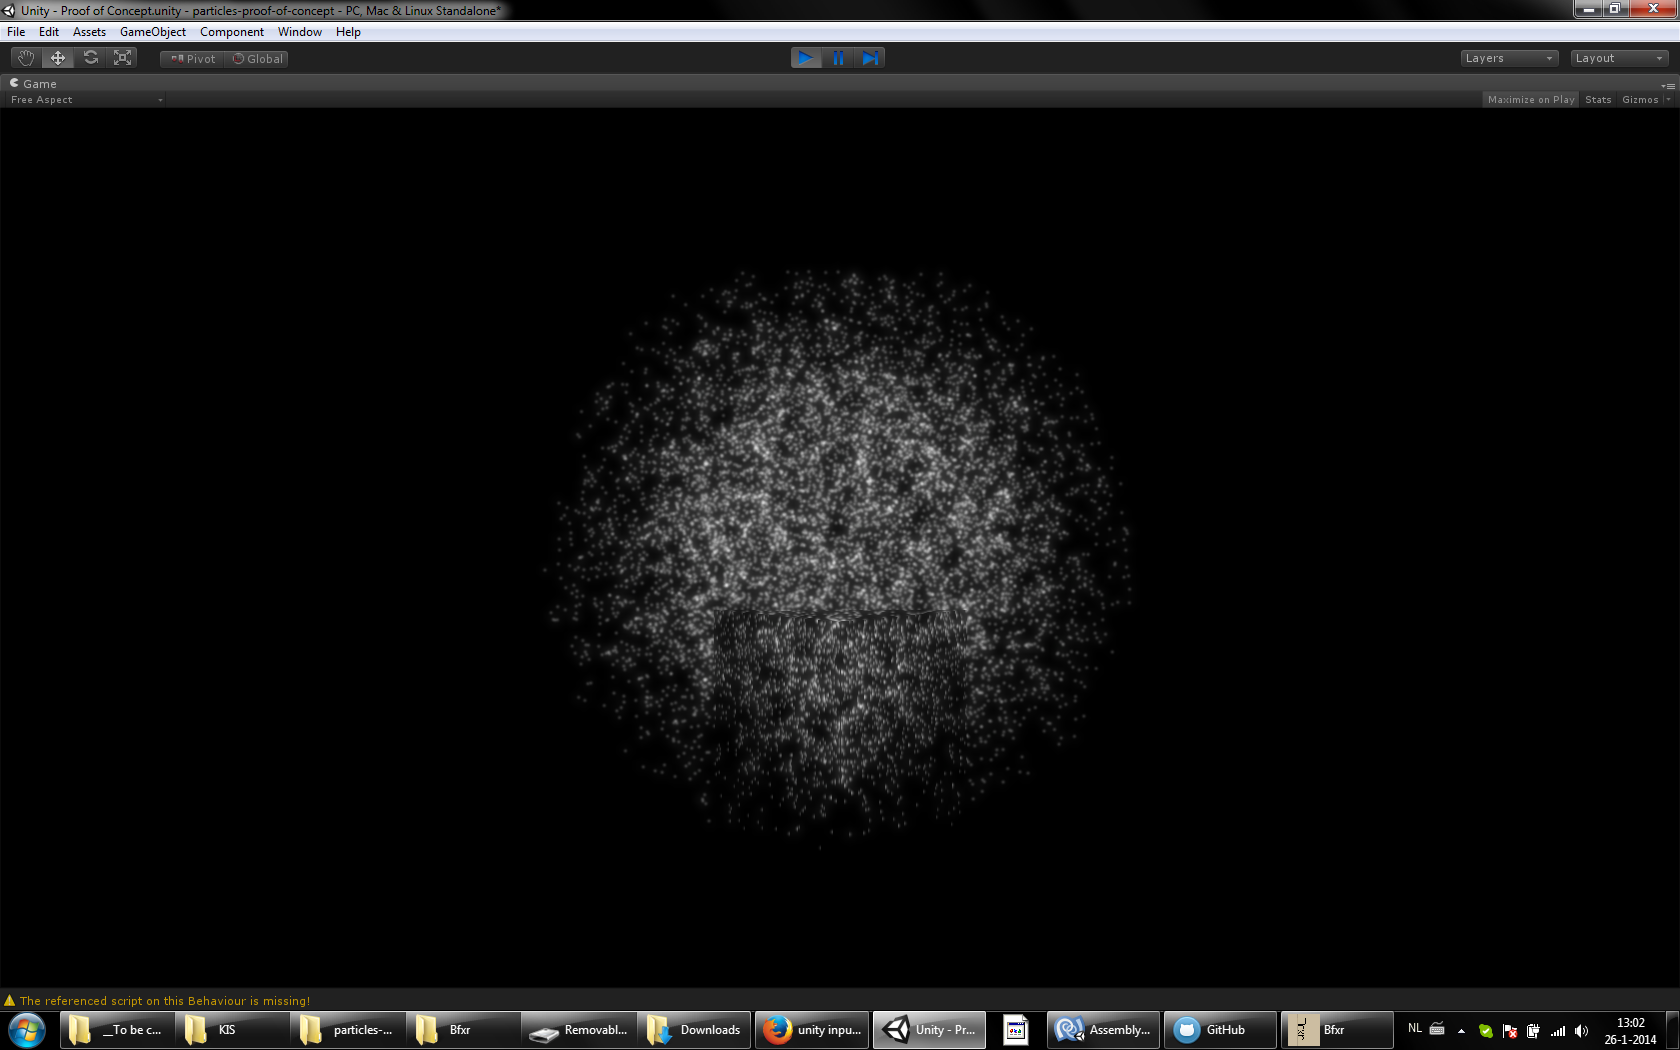 Unity - Proof of Concept.unity - particles-proof-of-concept - PC, Mac & Linux Standalone*
File Edit Assets GameObject Component Window Help
Pivot Global Layers Layout
Game
Free Aspect Maximize on Play Stats Gizmos
The referenced script on this Behaviour is missing!
__To be c... KIS particles-... Bfxr Removabl... Downloads unity inpu... Unity - Pr... Assembly... GitHub Bfxr NL 13:02
26-1-2014